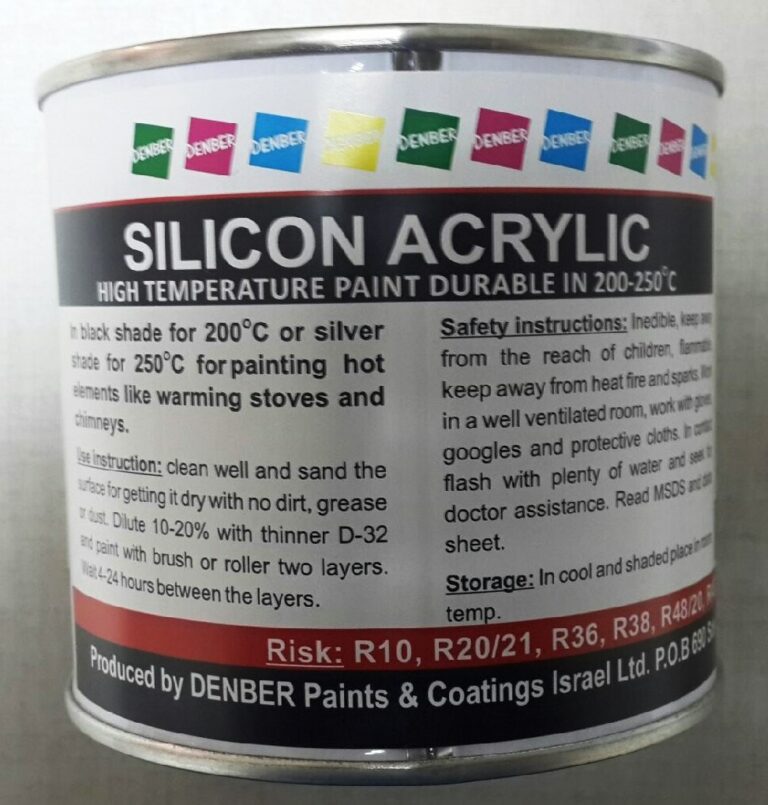 DENBER DENBER DENBER DENBER DENBER DENBER DENBER DENBER DENBER
SILICON ACRYLIC
HIGH TEMPERATURE PAINT DURABLE IN 200-250°C
In black shade for 200°C or silver
shade for 250°C for painting hot
elements like warming stoves and
chimneys.
Use instruction: clean well and sand the
surface for getting it dry with no dirt, grease
or dust. Dilute 10-20% with thinner D-32
and paint with brush or roller two layers.
Wait 4-24 hours between the layers.
Safety instructions: Inedible, keep away
from the reach of children, flammable
keep away from heat fire and sparks. Work
in a well ventilated room, work with gloves
googles and protective cloths. In contact
flash with plenty of water and seek
doctor assistance. Read MSDS and data
sheet.
Storage: In cool and shaded place in room
temp.
Risk: R10, R20/21, R36, R38, R48/20,
Produced by DENBER Paints & Coatings Israel Ltd. P.O.B 690